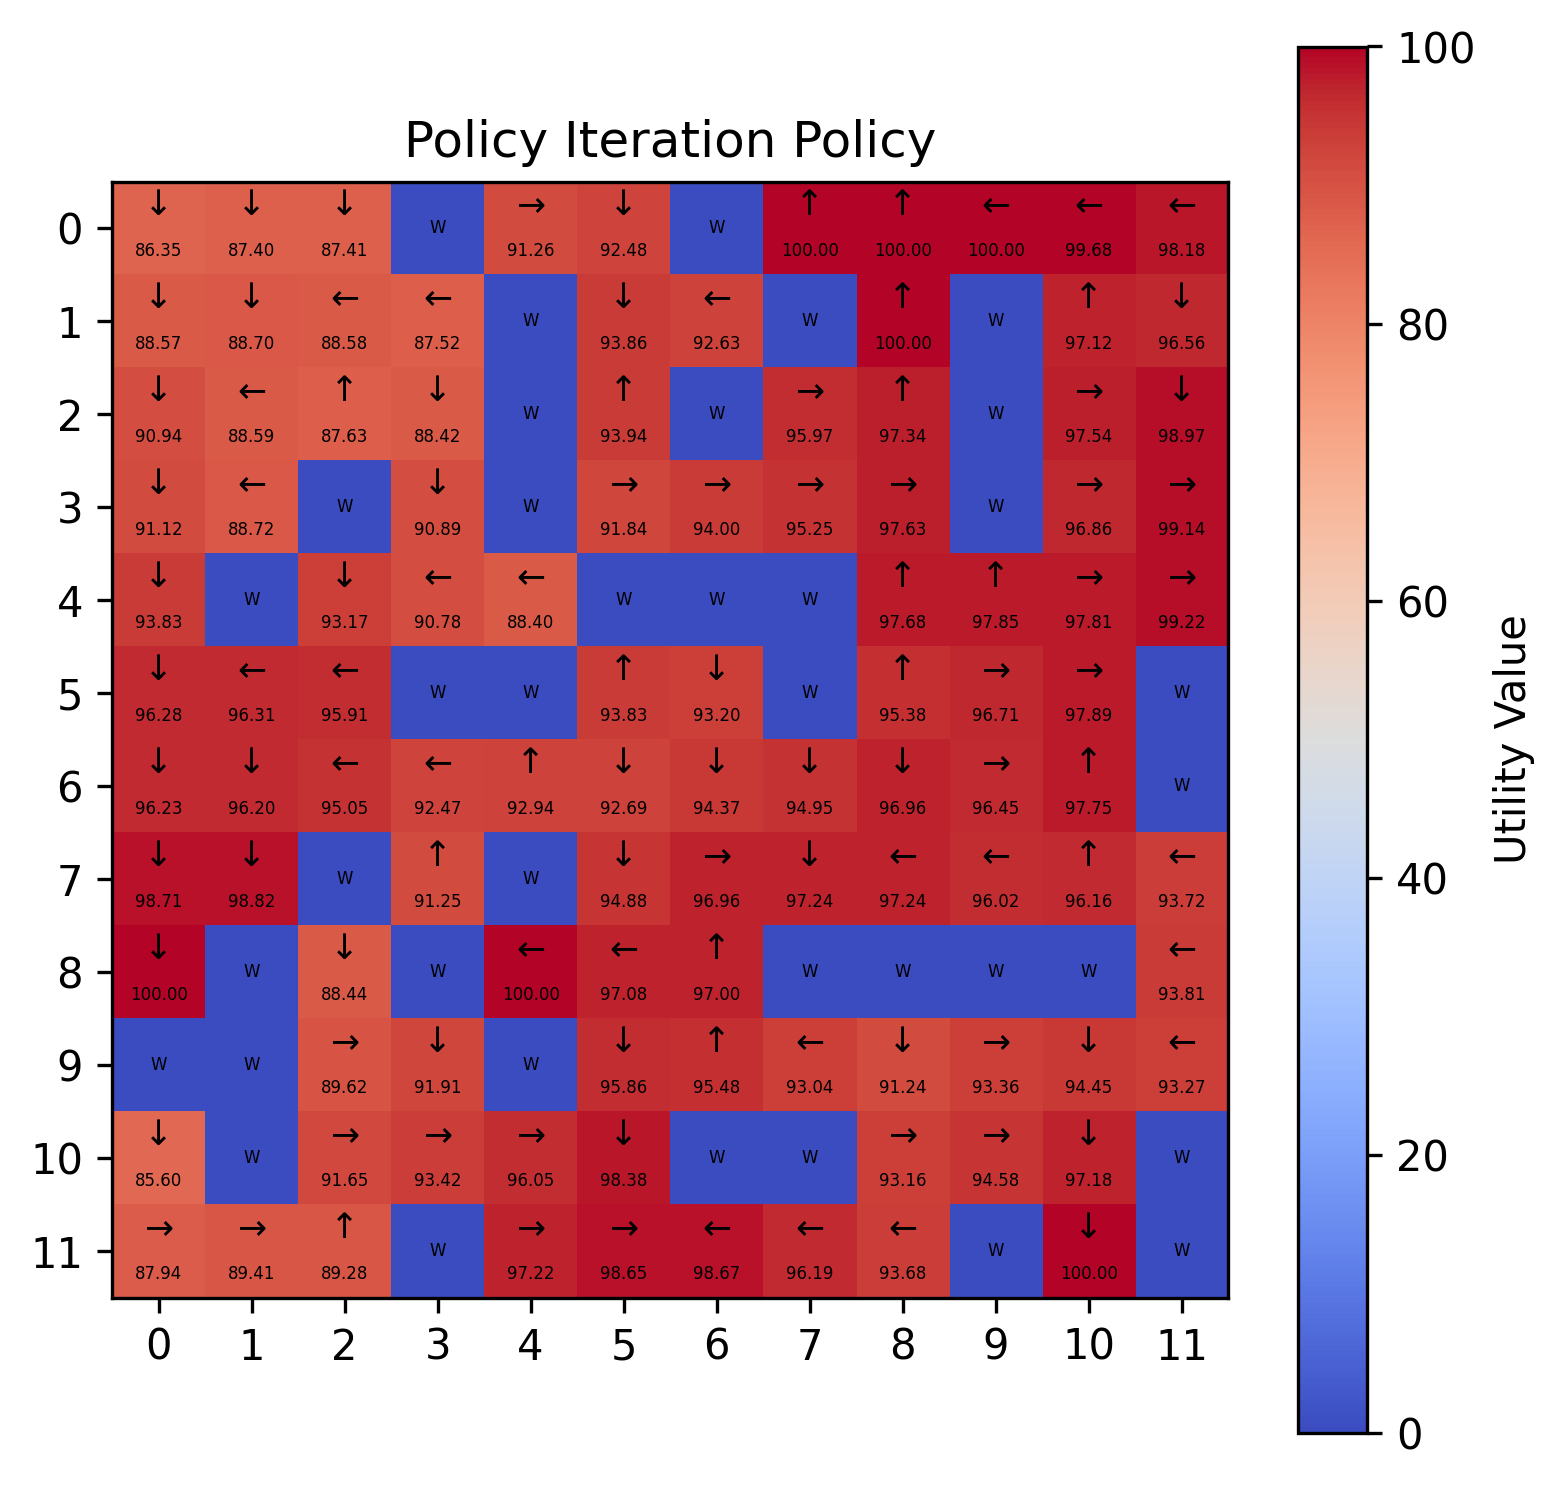 Policy Iteration Policy
0 ↓ ↓ ↓ W → ↓ W ↑ ↑ ← ← ←
86.35 87.40 87.41 91.26 92.48 100.00 100.00 100.00 99.68 98.18
1 ↓ ↓ ← ← W ↓ ← W ↑ W ↑ ↓
88.57 88.70 88.58 87.52 93.86 92.63 100.00 97.12 96.56
2 ↓ ← ↑ ↓ W ↑ W → ↑ W → ↓
90.94 88.59 87.63 88.42 93.94 95.97 97.34 97.54 98.97
3 ↓ ← W ↓ W → → → → W → →
91.12 88.72 90.89 91.84 94.00 95.25 97.63 96.86 99.14
4 ↓ W ↓ ← ← W W W ↑ ↑ → →
93.83 93.17 90.78 88.40 97.68 97.85 97.81 99.22
5 ↓ ← ← W W ↑ ↓ W ↑ → → W
96.28 96.31 95.91 93.83 93.20 95.38 96.71 97.89
6 ↓ ↓ ← ← ↑ ↓ ↓ ↓ ↓ → ↑ W
96.23 96.20 95.05 92.47 92.94 92.69 94.37 94.95 96.96 96.45 97.75
7 ↓ ↓ W ↑ W ↓ → ↓ ← ← ↑ ←
98.71 98.82 91.25 94.88 96.96 97.24 97.24 96.02 96.16 93.72
8 ↓ W ↓ W ← ← ↑ W W W W ←
100.00 88.44 100.00 97.08 97.00 93.81
9 W W → ↓ W ↓ ↑ ← ↓ → ↓ ←
89.62 91.91 95.86 95.48 93.04 91.24 93.36 94.45 93.27
10 ↓ W → → → ↓ W W → → ↓ W
85.60 91.65 93.42 96.05 98.38 93.16 94.58 97.18
11 → → ↑ W → → ← ← ← W ↓ W
87.94 89.41 89.28 97.22 98.65 98.67 96.19 93.68 100.00
0 1 2 3 4 5 6 7 8 9 10 11
100
80
60
40
20
0
Utility Value